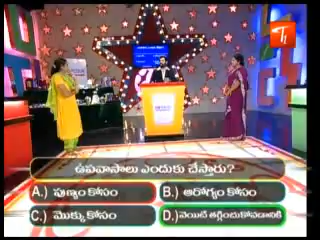 ఉపవాసాలు ఎందుకు చేస్తారు?
A.) పుణ్యం కోసం
B.) ఆరోగ్యం కోసం
C.) మొక్కు కోసం
D.) వెయిట్ తగ్గించుకోవడానికి